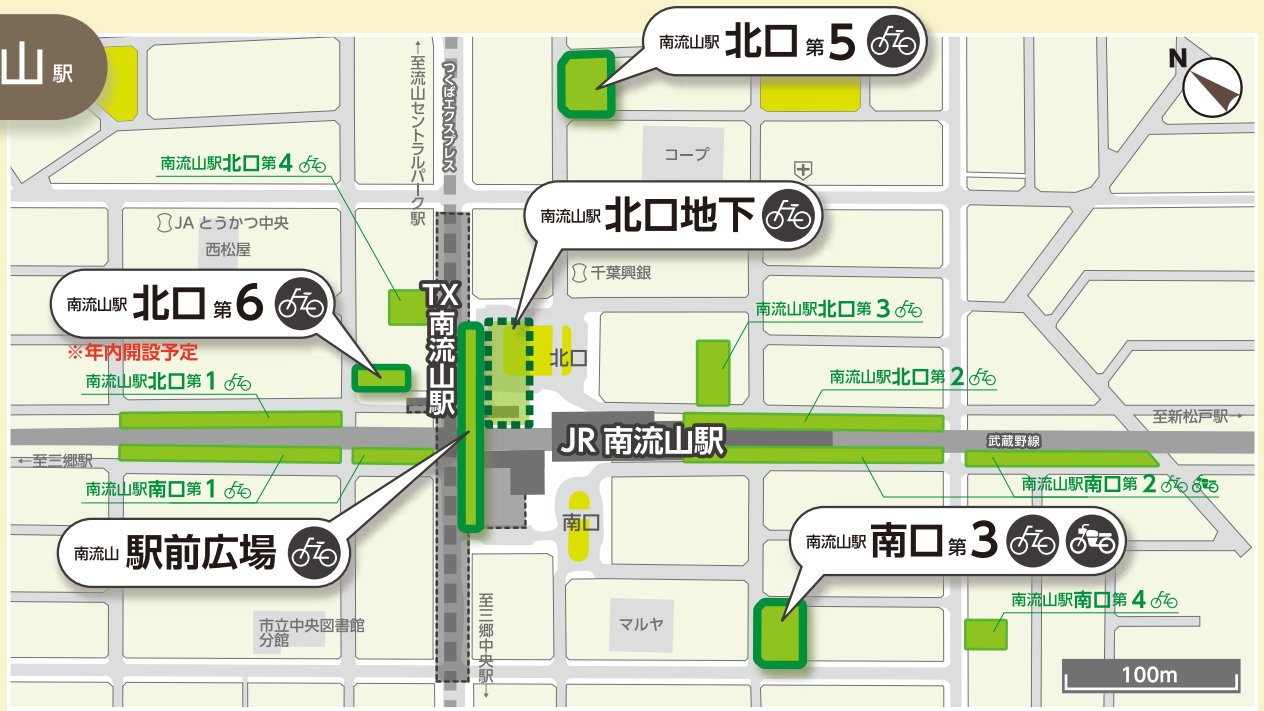 山駅
南流山駅 北口 第5
N
←至流山セントラルパーク駅
つくばエクスプレス
南流山駅北口第4
コープ
JA とうかつ中央
西松屋
南流山駅 北口地下
千葉興銀
南流山駅 北口 第6
※年内開設予定
TX南流山駅
南流山駅北口第3
北口
南流山駅北口第1
南流山駅北口第2
至新松戸駅→
JR 南流山駅
武蔵野線
←至三郷駅
南流山駅南口第1
南流山駅南口第2
南口
南流山 駅前広場
南流山駅 南口 第3
至三郷中央駅→
南流山駅南口第4
市立中央図書館
分館
マルヤ
100m